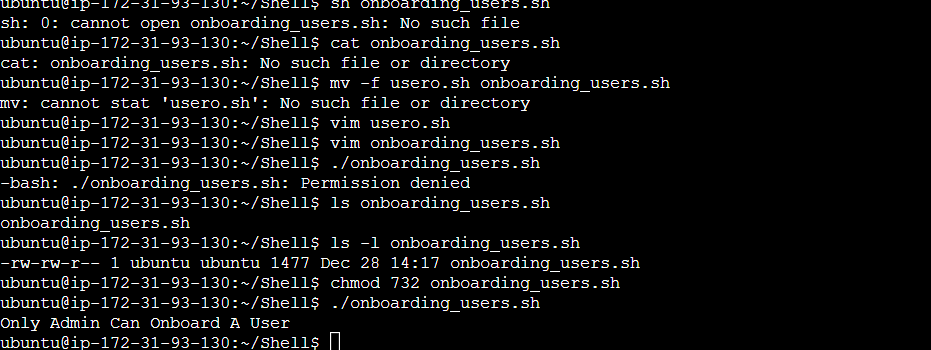 ubuntu@ip-172-31-93-130:~/Shell$ sh onboarding_users.sh
sh: 0: cannot open onboarding_users.sh: No such file
ubuntu@ip-172-31-93-130:~/Shell$ cat onboarding_users.sh
cat: onboarding_users.sh: No such file or directory
ubuntu@ip-172-31-93-130:~/Shell$ mv -f usero.sh onboarding_users.sh
mv: cannot stat 'usero.sh': No such file or directory
ubuntu@ip-172-31-93-130:~/Shell$ vim usero.sh
ubuntu@ip-172-31-93-130:~/Shell$ vim onboarding_users.sh
ubuntu@ip-172-31-93-130:~/Shell$ ./onboarding_users.sh
-bash: ./onboarding_users.sh: Permission denied
ubuntu@ip-172-31-93-130:~/Shell$ ls onboarding_users.sh
onboarding_users.sh
ubuntu@ip-172-31-93-130:~/Shell$ ls -l onboarding_users.sh
-rw-rw-r-- 1 ubuntu ubuntu 1477 Dec 28 14:17 onboarding_users.sh
ubuntu@ip-172-31-93-130:~/Shell$ chmod 732 onboarding_users.sh
ubuntu@ip-172-31-93-130:~/Shell$ ./onboarding_users.sh
Only Admin Can Onboard A User
ubuntu@ip-172-31-93-130:~/Shell$